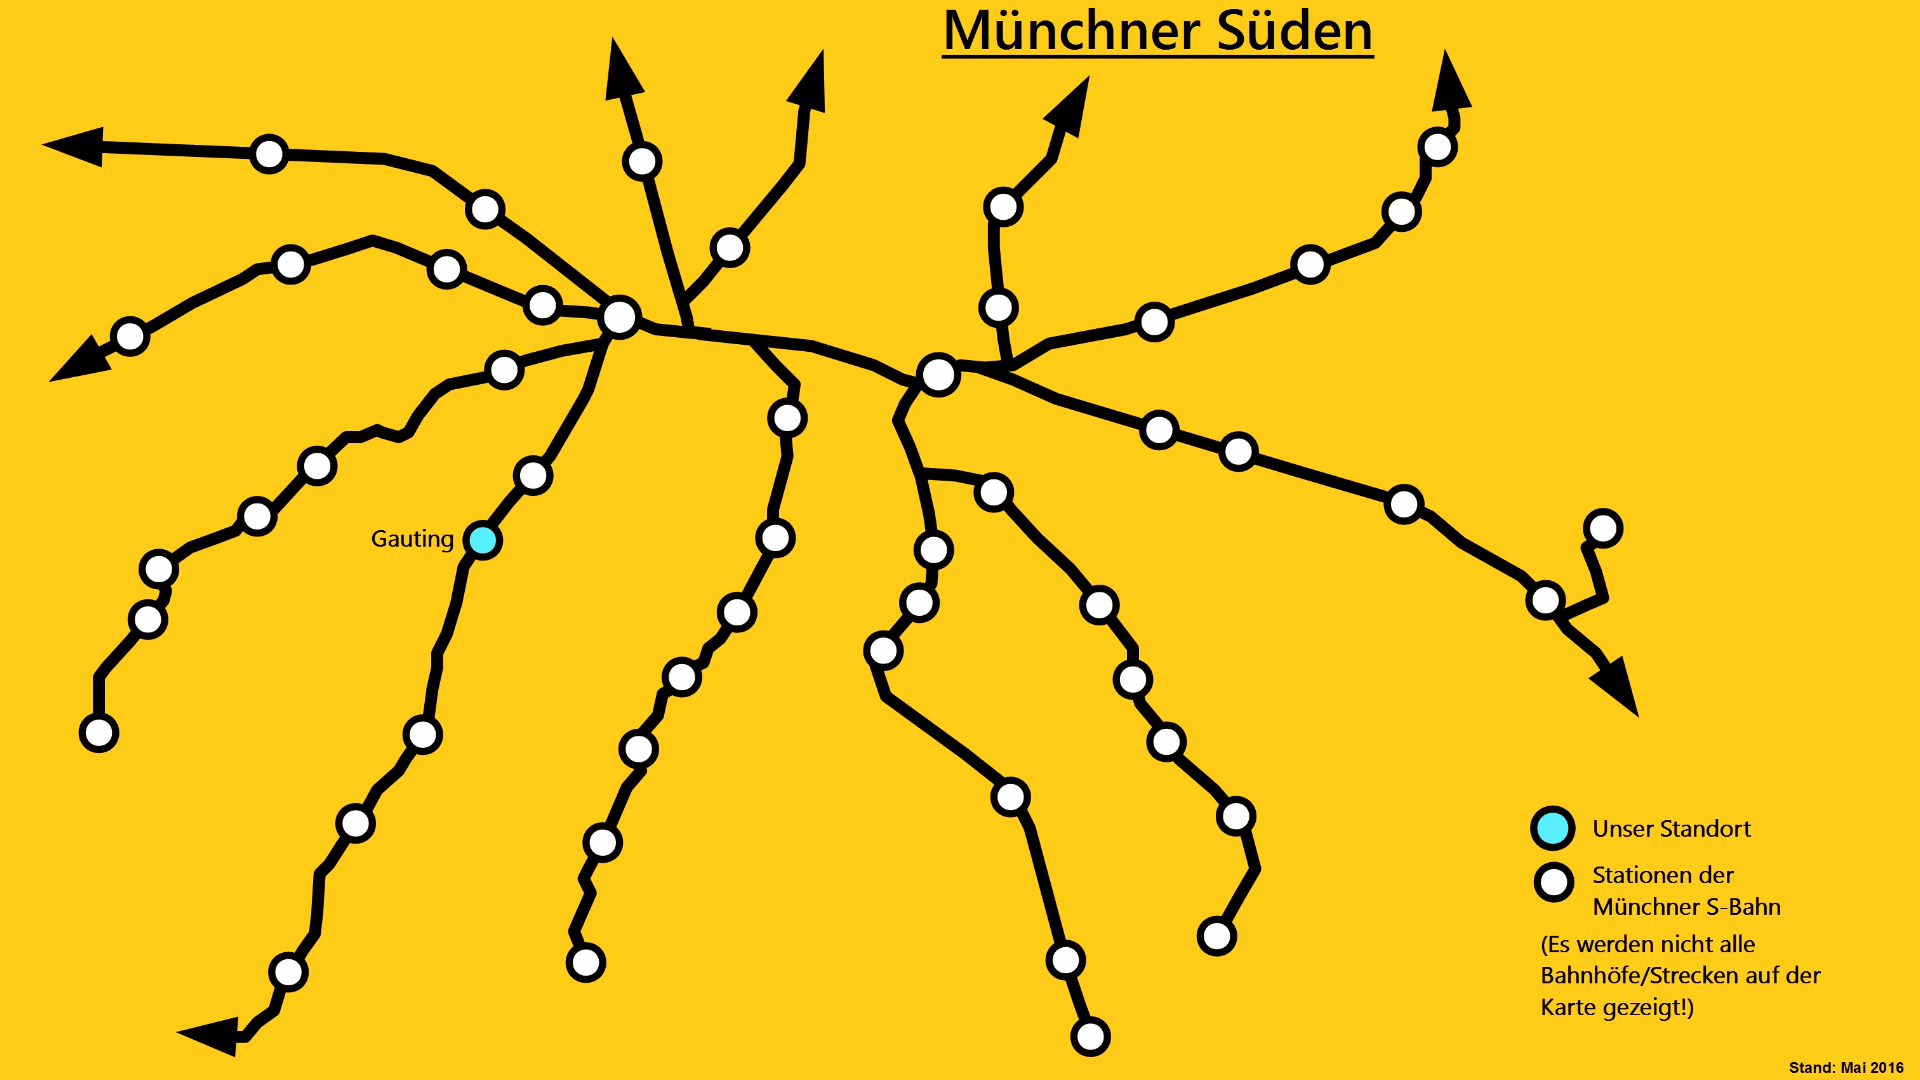 Münchner Süden
Gauting
Unser Standort
Stationen der
Münchner S-Bahn
(Es werden nicht alle
Bahnhöfe/Strecken auf der
Karte gezeigt!)
Stand: Mai 2016